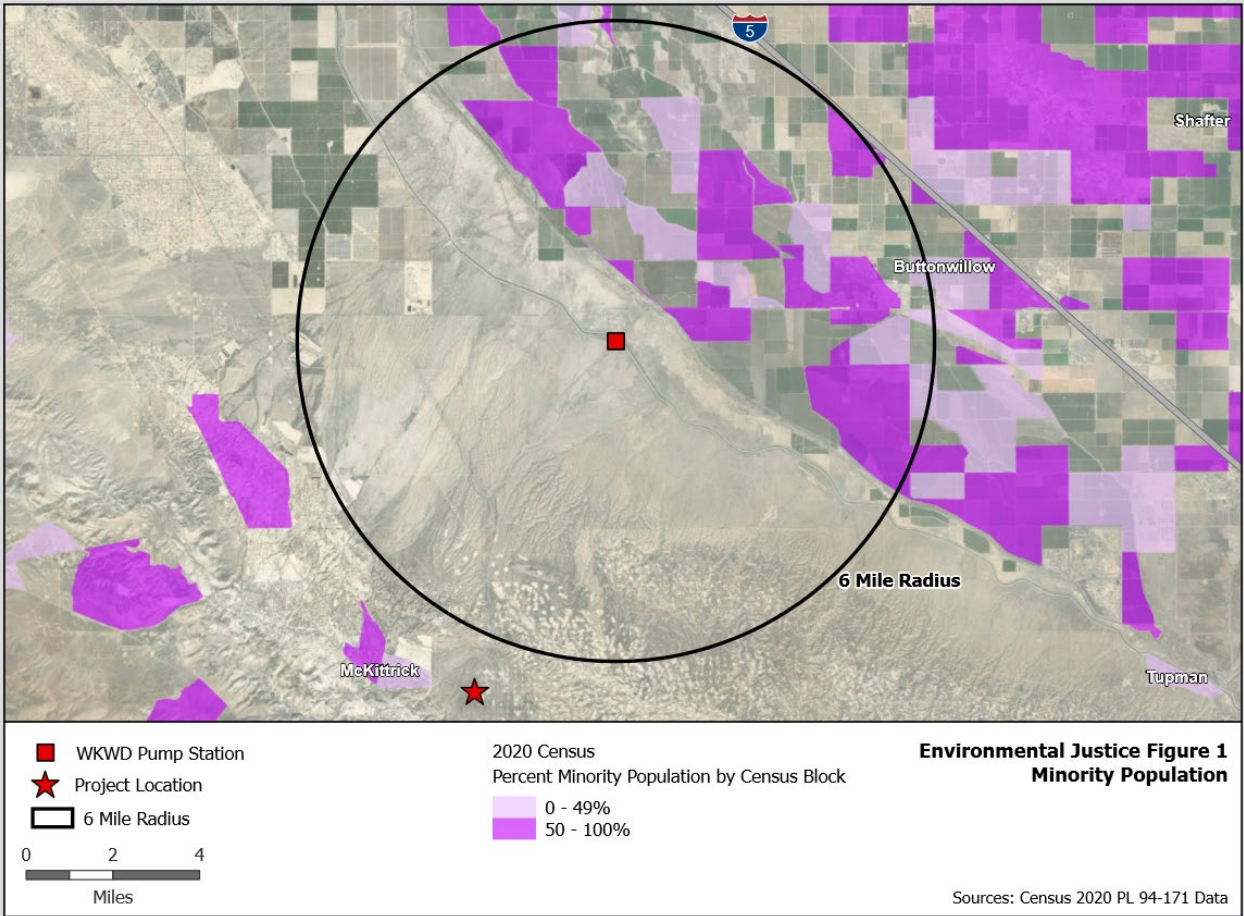 5
Shafter
Buttonwillow
6 Mile Radius
McKittrick
Tupman
WKWD Pump Station
Project Location
6 Mile Radius
0 2 4
Miles
2020 Census
Percent Minority Population by Census Block
0 - 49%
50 - 100%
Environmental Justice Figure 1
Minority Population
Sources: Census 2020 PL 94-171 Data